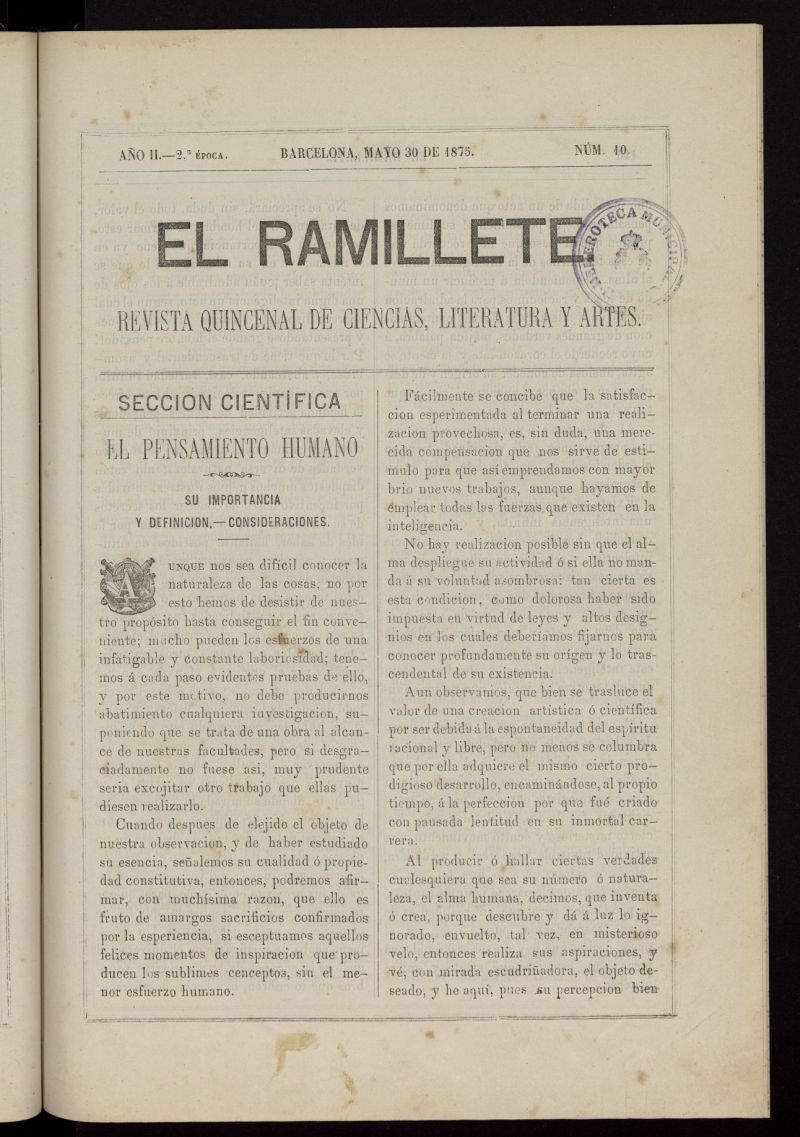 AÑO II.—2.ª ÉPOCA.
BARCELONA, MAYO 30 DE 1875.
NÚM. 10.
EL RAMILLETE.
HEMEROTECA MUNICIPAL
REVISTA QUINCENAL DE CIENCIAS, LITERATURA Y ARTES.
SECCION CIENTÍFICA
EL PENSAMIENTO HUMANO
SU IMPORTANCIA
Y DEFINICION.—CONSIDERACIONES.
AUNQUE nos sea dificil conocer la
naturaleza de las cosas, no por
esto hemos de desistir de nues—
tro propósito hasta conseguir el fin conve—
niente; mucho pueden los esfuerzos de una
infatigable y constante laboriosidad; tene—
mos á cada paso evidentes pruebas de ello,
y por este motivo, no debe producirnos
abatimiento cualquiera investigacion, su—
poniendo que se trata de una obra al alcan—
ce de nuestras facultades, pero si desgra—
ciadamente no fuese asi, muy prudente
seria excojitar otro trabajo que ellas pu—
diesen realizarlo.
Cuando despues de elejido el objeto de
nuestra observacion, y de haber estudiado
su esencia, señalemos su cualidad ó propie—
dad constitutiva, entonces, podremos afir—
mar, con muchísima razon, que ello es
fruto de amargos sacrificios confirmados
por la esperiencia, si esceptuamos aquellos
felices momentos de inspiracion que pro—
ducen los sublimes cenceptos, sin el me—
nor esfuerzo humano.
Fácilmente se concibe que la satisfac—
cion esperimentada al terminar una reali—
zacion provechosa, es, sin duda, una mere—
cida compensacion que nos sirve de esti—
mulo para que así emprendamos con mayor
brio nuevos trabajos, aunque hayamos de
emplear todas las fuerzas que existen en la
inteligencia.
No hay realizacion posible sin que el al—
ma despliegue su actividad ó si ella no man—
da á su voluntad asombrosa: tan cierta es
esta condicion, como dolorosa haber sido
impuesta en virtud de leyes y altos desig—
nios en los cuales deberíamos fijarnos para
conocer profundamente su orígen y lo tras—
cendental de su existencia.
Aun observamos, que bien se trasluce el
valor de una creacion artística ó científica
por ser debida á la espontaneidad del espíritu
racional y libre, pero no menos se columbra
que por ella adquiere el mismo cierto pro—
digioso desarrollo, encaminándose, al propio
tiempo, á la perfeccion por que fué criado
con pausada lentitud en su inmortal car—
rera.
Al producir ó hallar ciertas verdades
cualesquiera que sea su número ó natura—
leza, el alma humana, decimos, que inventa
ó crea, porque descubre y dá á luz lo ig—
norado, envuelto, tal vez, en misterioso
velo, entonces realiza sus aspiraciones, y
vé, con mirada escudriñadora, el objeto de—
seado, y he aquí, pues su percepcion bien